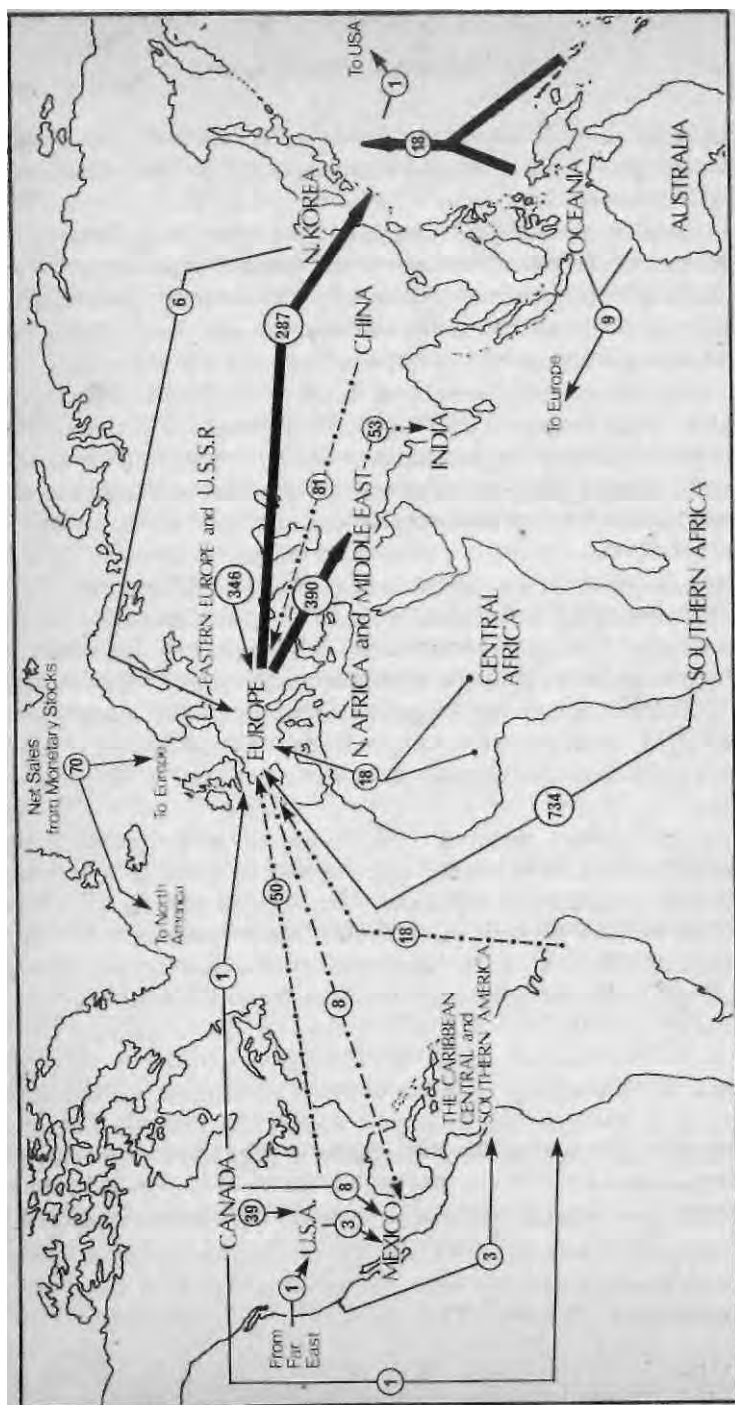 Net Sales
from Monetary Stocks
70
To North
America
To Europe
6
CANADA
1
39
1
From
Far
East
U.S.A.
8
3
MEXICO
50
8
EUROPE
EASTERN EUROPE and U.S.S.R.
346
287
N. KOREA
To USA
1
18
81
CHINA
390
N. AFRICA and MIDDLE EAST
53
INDIA
18
CENTRAL
AFRICA
THE CARIBBEAN
CENTRAL and
SOUTHERN AMERICA
18
734
SOUTHERN AFRICA
To Europe
9
OCEANIA
AUSTRALIA
3
1